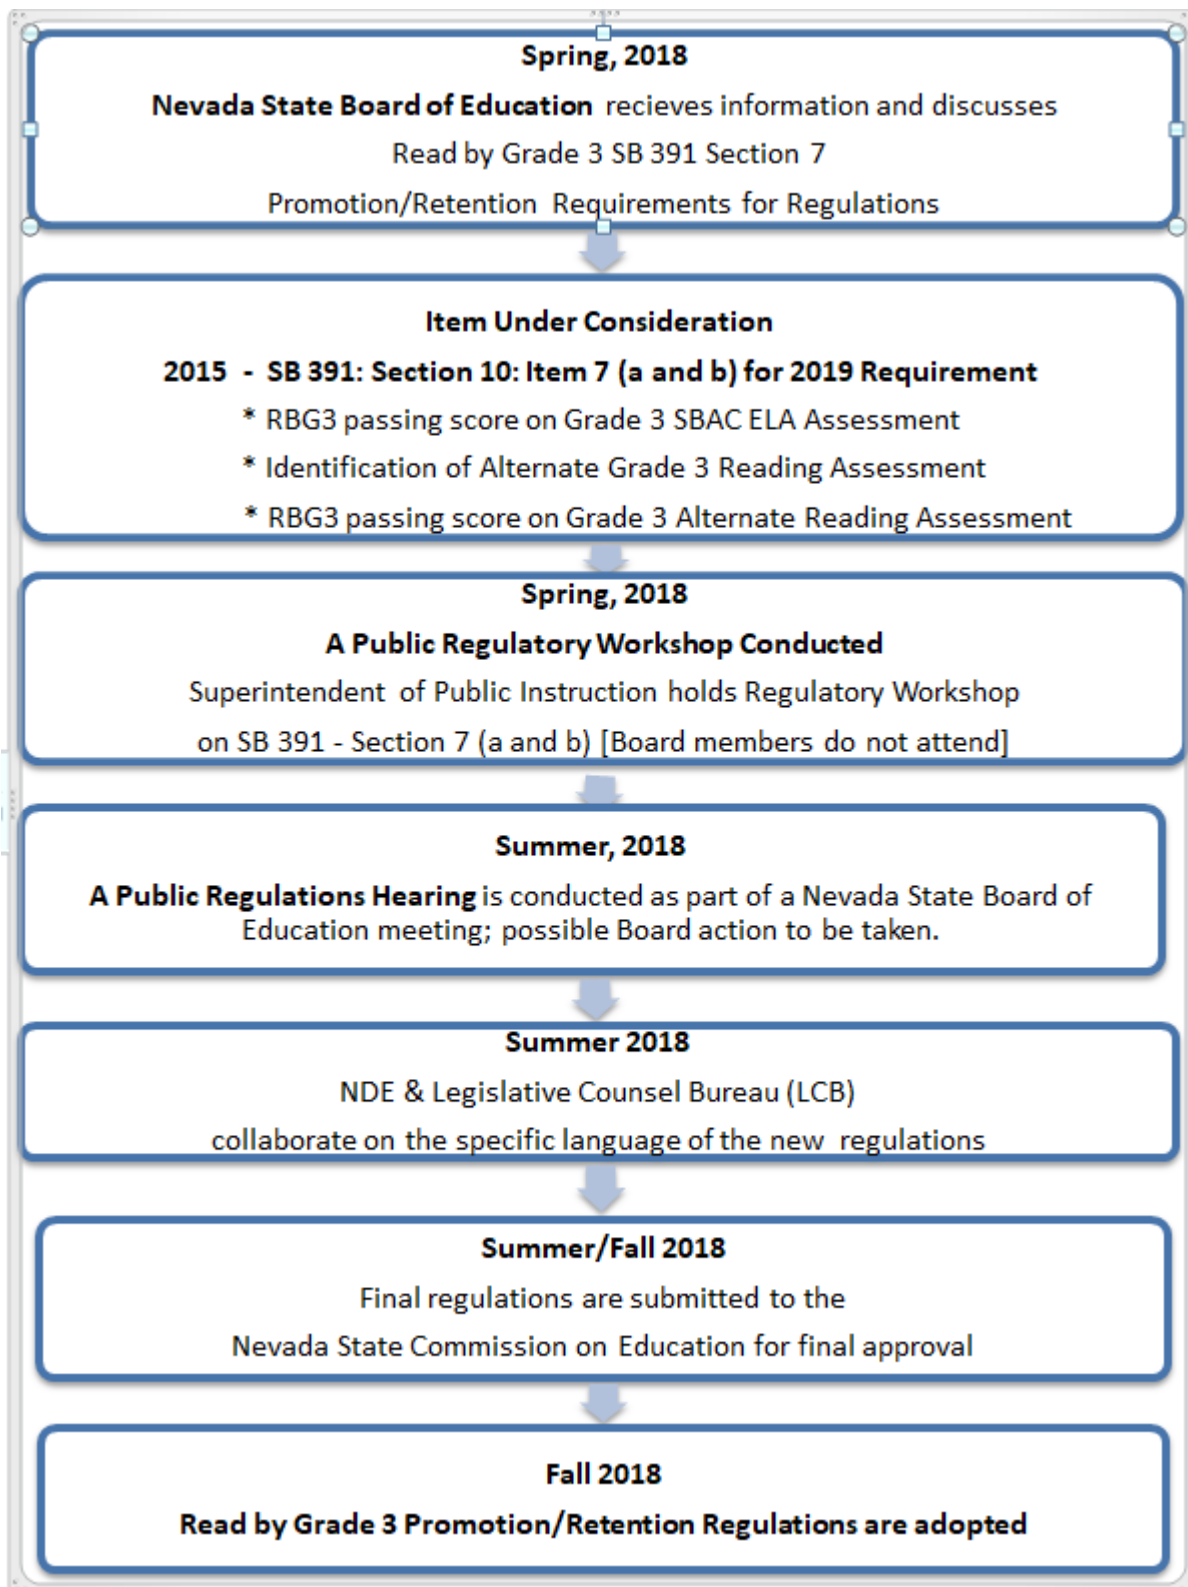 Spring, 2018
Nevada State Board of Education recieves information and discusses
Read by Grade 3 SB 391 Section 7
Promotion/Retention Requirements for Regulations
Item Under Consideration
2015 - SB 391: Section 10: Item 7 (a and b) for 2019 Requirement
* RBG3 passing score on Grade 3 SBAC ELA Assessment
* Identification of Alternate Grade 3 Reading Assessment
* RBG3 passing score on Grade 3 Alternate Reading Assessment
Spring, 2018
A Public Regulatory Workshop Conducted
Superintendent of Public Instruction holds Regulatory Workshop
on SB 391 - Section 7 (a and b) [Board members do not attend]
Summer, 2018
A Public Regulations Hearing is conducted as part of a Nevada State Board of
Education meeting; possible Board action to be taken.
Summer 2018
NDE & Legislative Counsel Bureau (LCB)
collaborate on the specific language of the new regulations
Summer/Fall 2018
Final regulations are submitted to the
Nevada State Commission on Education for final approval
Fall 2018
Read by Grade 3 Promotion/Retention Regulations are adopted